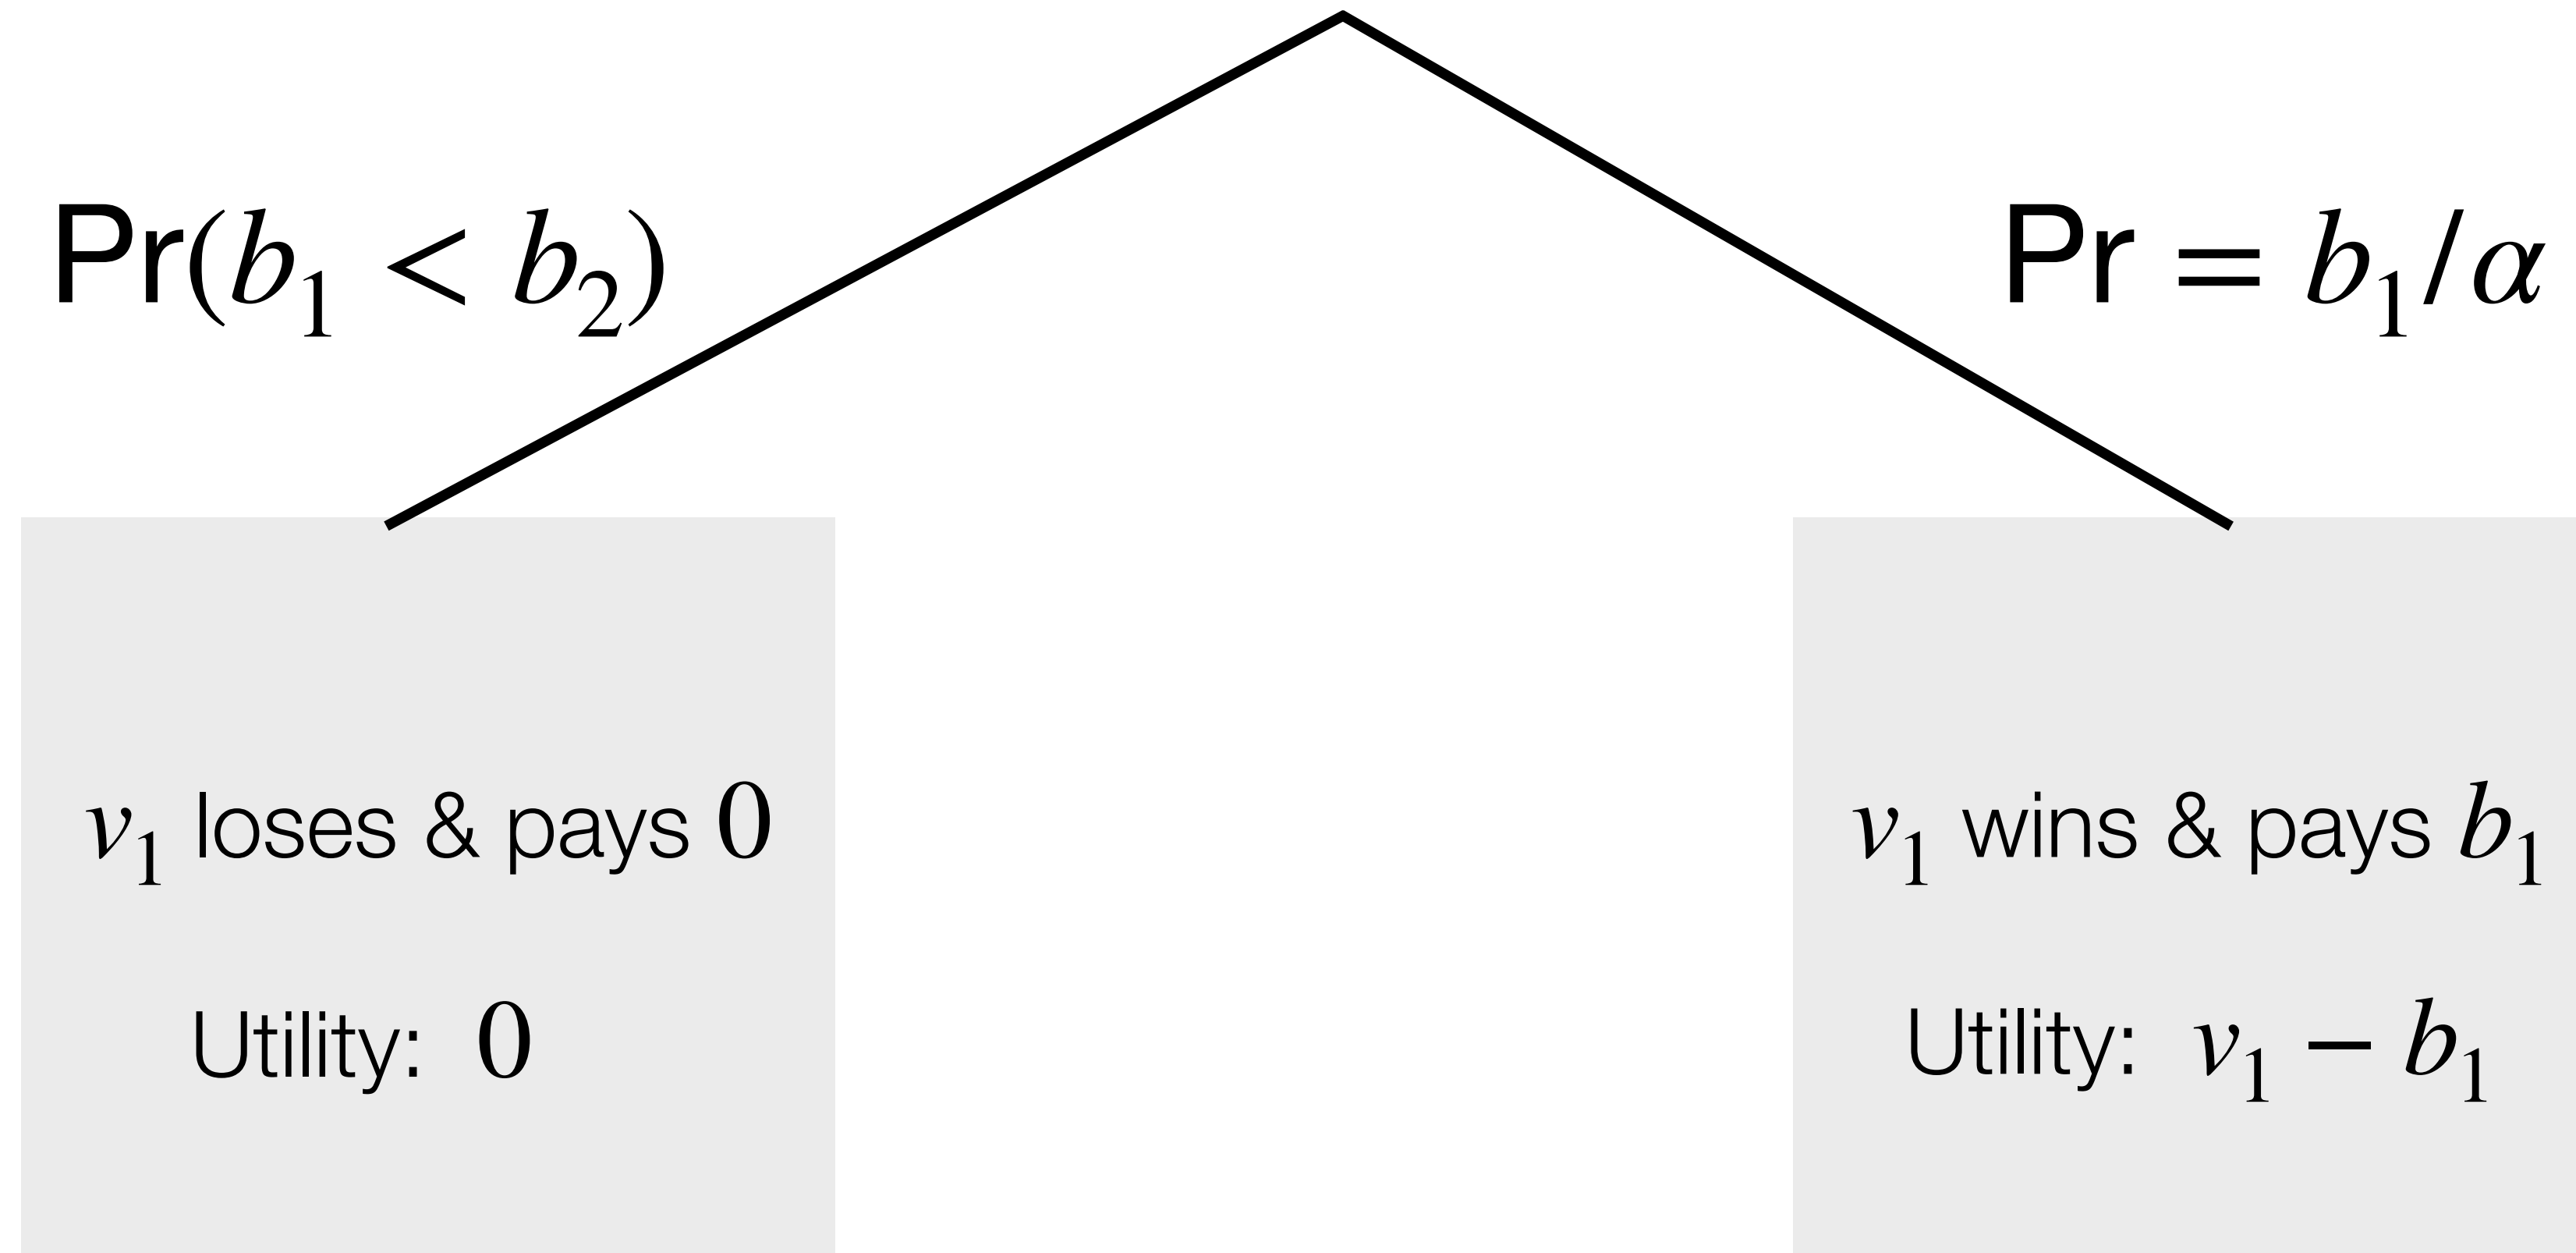 Pr(b₁ < b₂)
Pr = b₁/α
v₁ loses & pays 0
Utility: 0
v₁ wins & pays b₁
Utility: v₁ − b₁